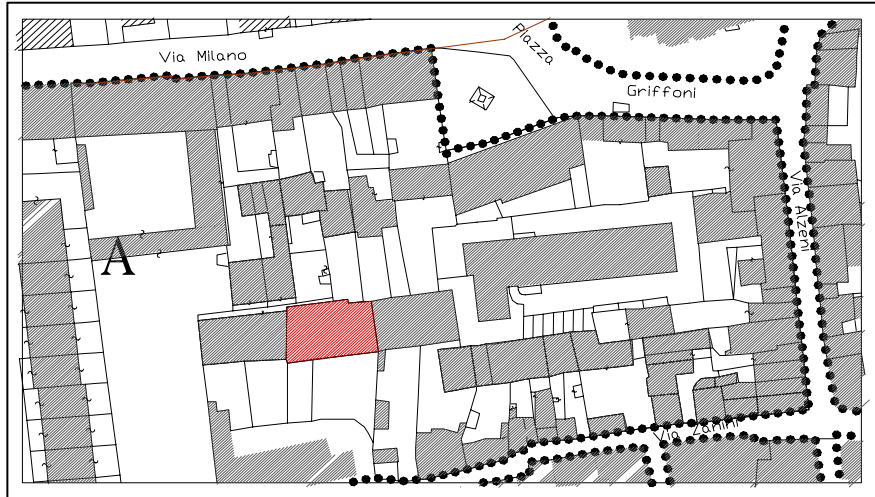 Via Milano
Piazza
Griffoni
Via Alzeni
A
Via Zanini